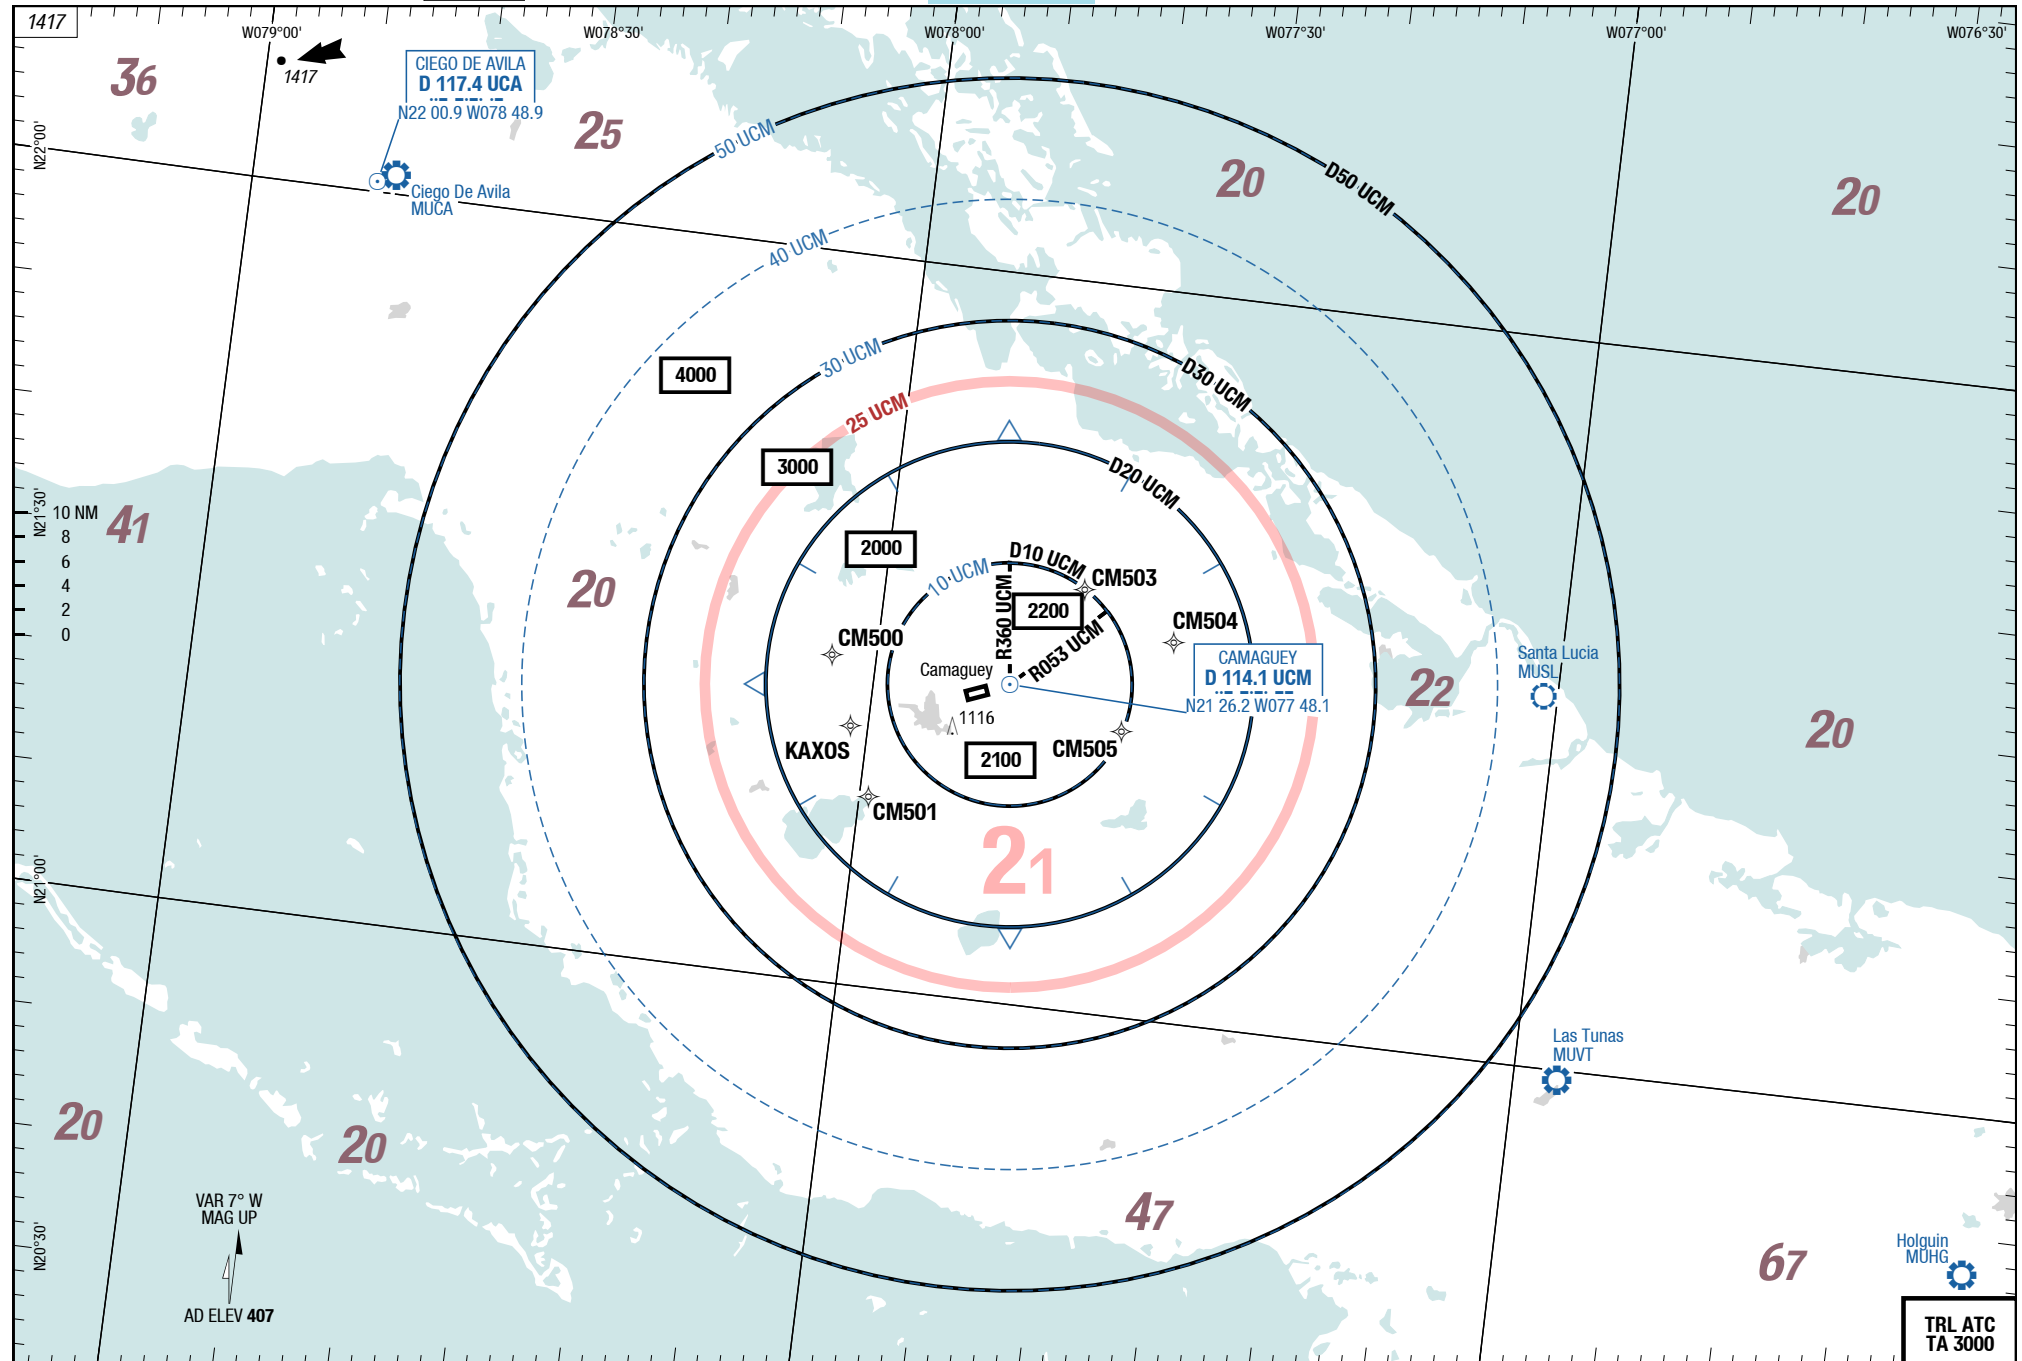 1417
W079°00'
W078°30'
W078°00'
W077°30'
W077°00'
W076°30'
36
1417
CIEGO DE AVILA
D 117.4 UCA
N22 00.9 W078 48.9
25
50 UCM
N22°00'
Ciego De Avila
MUCA
20
D50 UCM
20
40 UCM
4000
30 UCM
D30 UCM
25 UCM
3000
D20 UCM
N21°30'
10 NM
8
6
4
2
0
41
20
2000
10 UCM
D10 UCM
CM503
2200
R360 UCM
R053 UCM
CM504
CM500
Camaguey
CAMAGUEY
D 114.1 UCM
N21 26.2 W077 48.1
22
Santa Lucia
MUSL
20
1116
KAXOS
CM505
2100
CM501
21
N21°00'
Las Tunas
MUVT
20
20
47
67
VAR 7° W
MAG UP
N20°30'
AD ELEV 407
Holguin
MUHG
TRL ATC
TA 3000